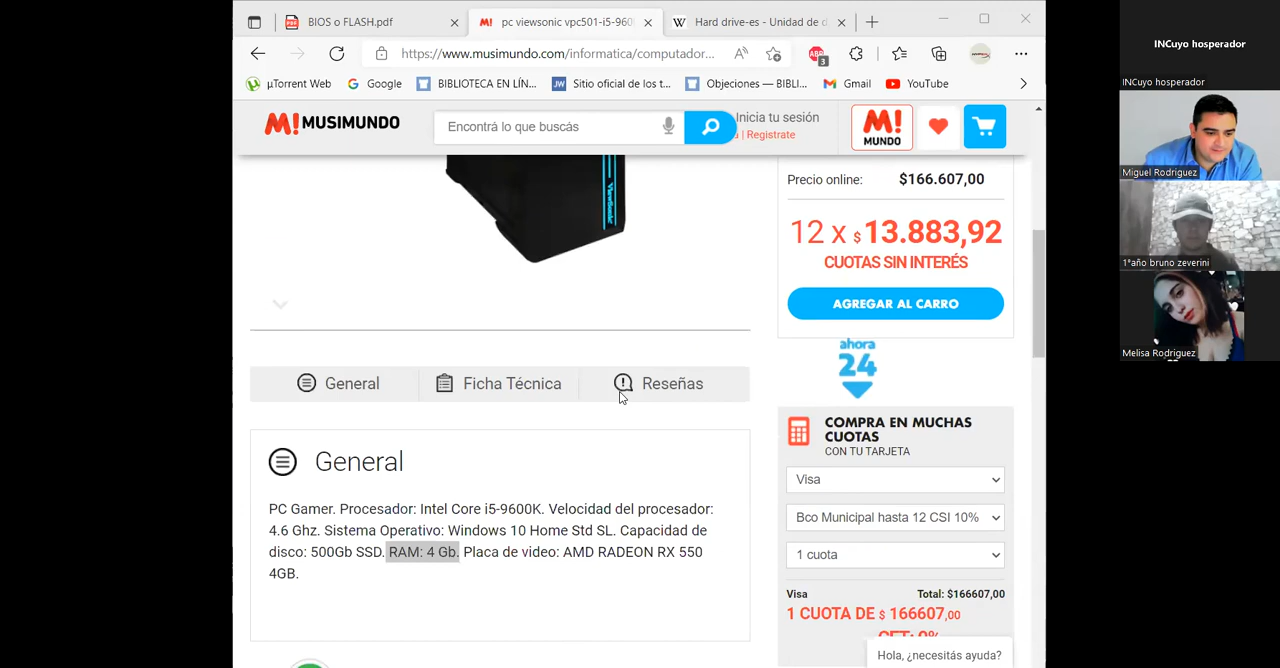 BIOS o FLASH.pdf
M! pc viewsonic vpc501-i5-960
W Hard drive-es - Unidad de d
https://www.musimundo.com/informatica/computador...
ABP
3
µTorrent Web
Google
BIBLIOTECA EN LÍN...
JW Sitio oficial de los t...
Objeciones — BIBLI...
Gmail
YouTube
M! MUSIMUNDO
Encontrá lo que buscás
Inicia tu sesión
| Registrate
M!
MUNDO
ViewSonic
Precio online: $166.607,00
12 x $ 13.883,92
CUOTAS SIN INTERÉS
AGREGAR AL CARRO
ahora
24
General
Ficha Técnica
Reseñas
General
PC Gamer. Procesador: Intel Core i5-9600K. Velocidad del procesador:
4.6 Ghz. Sistema Operativo: Windows 10 Home Std SL. Capacidad de
disco: 500Gb SSD. RAM: 4 Gb. Placa de video: AMD RADEON RX 550
4GB.
COMPRA EN MUCHAS
CUOTAS
CON TU TARJETA
Visa
Bco Municipal hasta 12 CSI 10%
1 cuota
Visa Total: $166607,00
1 CUOTA DE $ 166607,00
CFT: 0%
Hola, ¿necesitás ayuda?
INCuyo hosperador
INCuyo hosperador
Miguel Rodriguez
1°año bruno zeverini
Melisa Rodriguez